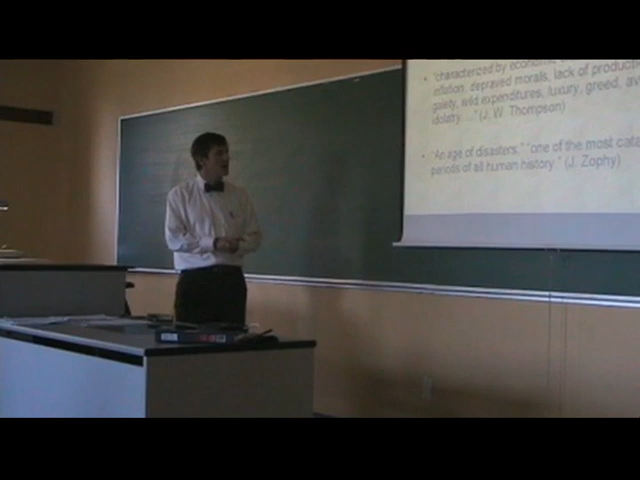 • "characterized by economic
inflation, depraved morals, lack of product
gaiety, wild expenditures, luxury, greed, av
idolatry. ..." (J. W. Thompson)
• "An age of disasters;" "one of the most cata
periods of all human history." (J. Zophy)